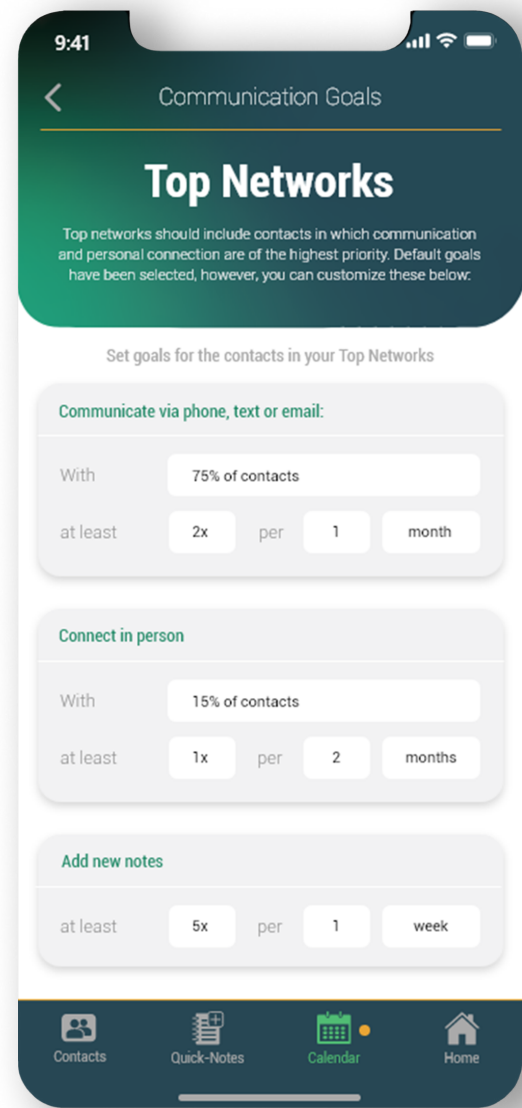 9:41
Communication Goals
Top Networks
Top networks should include contacts in which communication
and personal connection are of the highest priority. Default goals
have been selected, however, you can customize these below:
Set goals for the contacts in your Top Networks
Communicate via phone, text or email:
With 75% of contacts
at least 2x per 1 month
Connect in person
With 15% of contacts
at least 1x per 2 months
Add new notes
at least 5x per 1 week
Contacts Quick-Notes Calendar Home